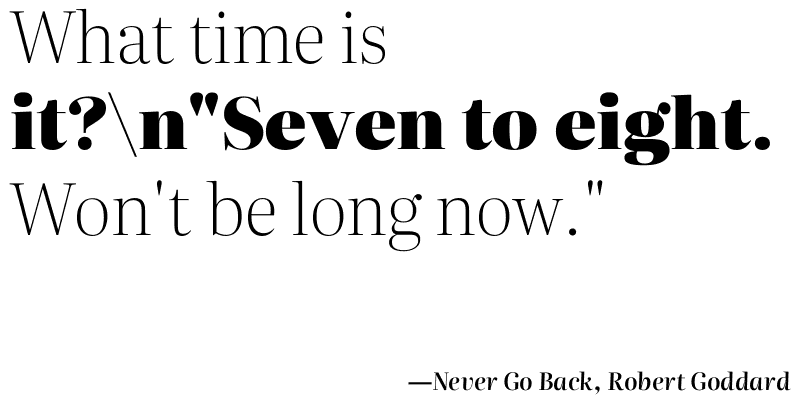 What time is
it?\n"Seven to eight.
Won't be long now."
—Never Go Back, Robert Goddard